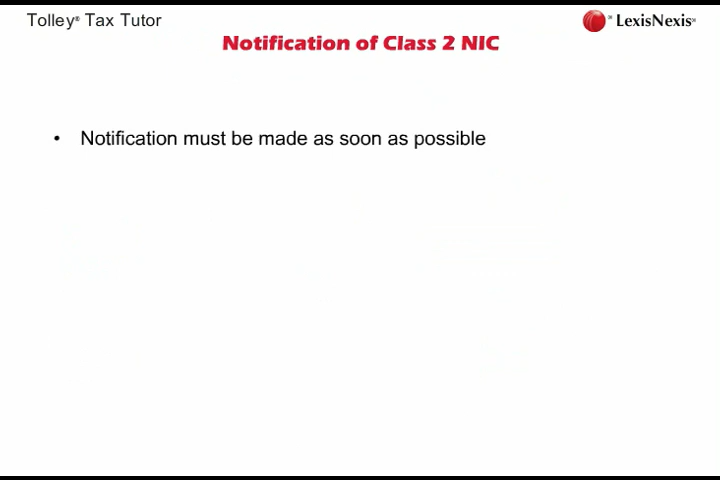 Tolley® Tax Tutor
LexisNexis®
Notification of Class 2 NIC
• Notification must be made as soon as possible